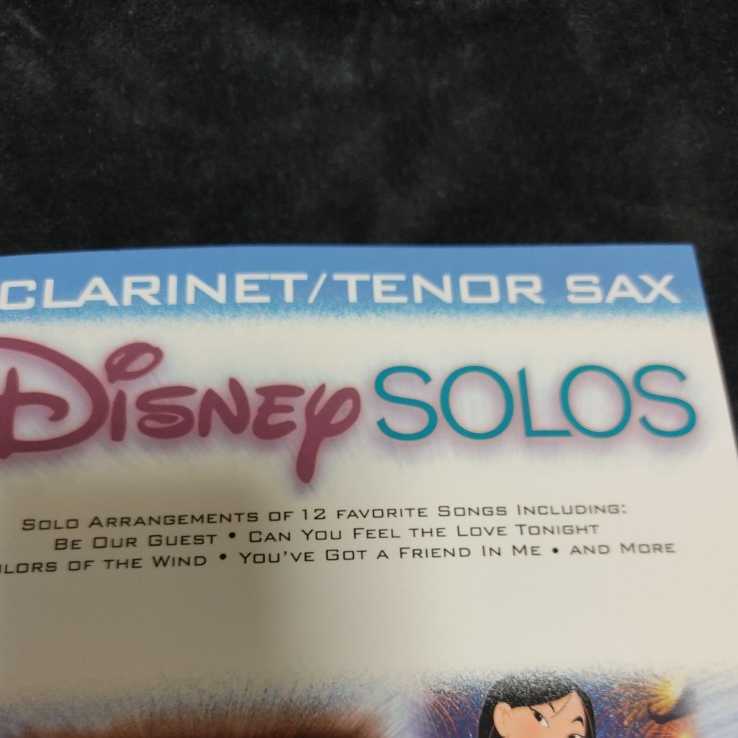 CLARINET/TENOR SAX
Disney SOLOS
SOLO ARRANGEMENTS OF 12 FAVORITE SONGS INCLUDING:
BE OUR GUEST • CAN YOU FEEL THE LOVE TONIGHT
OLORS OF THE WIND • YOU'VE GOT A FRIEND IN ME • AND MORE